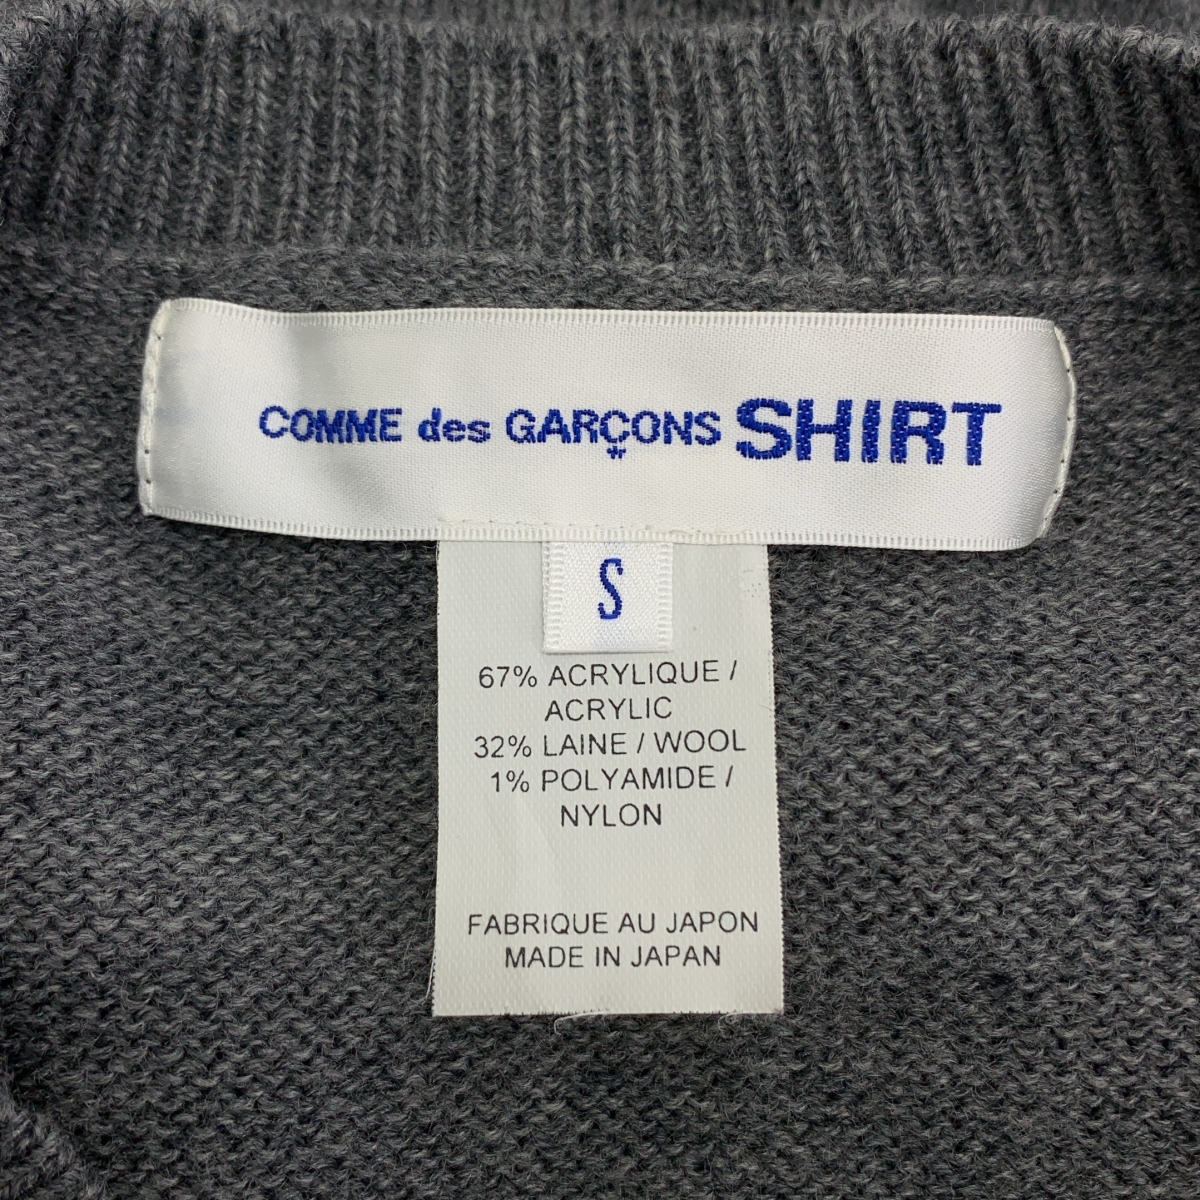 COMME des GARÇONS SHIRT
S
67% ACRYLIQUE /
ACRYLIC
32% LAINE / WOOL
1% POLYAMIDE /
NYLON
FABRIQUE AU JAPON
MADE IN JAPAN